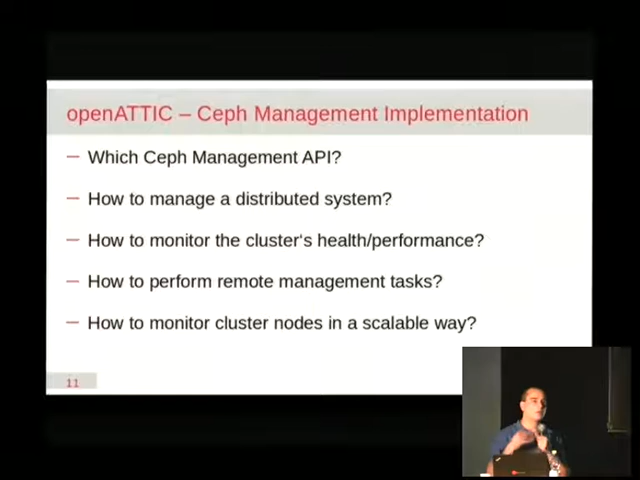 openATTIC – Ceph Management Implementation
— Which Ceph Management API?
— How to manage a distributed system?
— How to monitor the cluster‘s health/performance?
— How to perform remote management tasks?
— How to monitor cluster nodes in a scalable way?
11